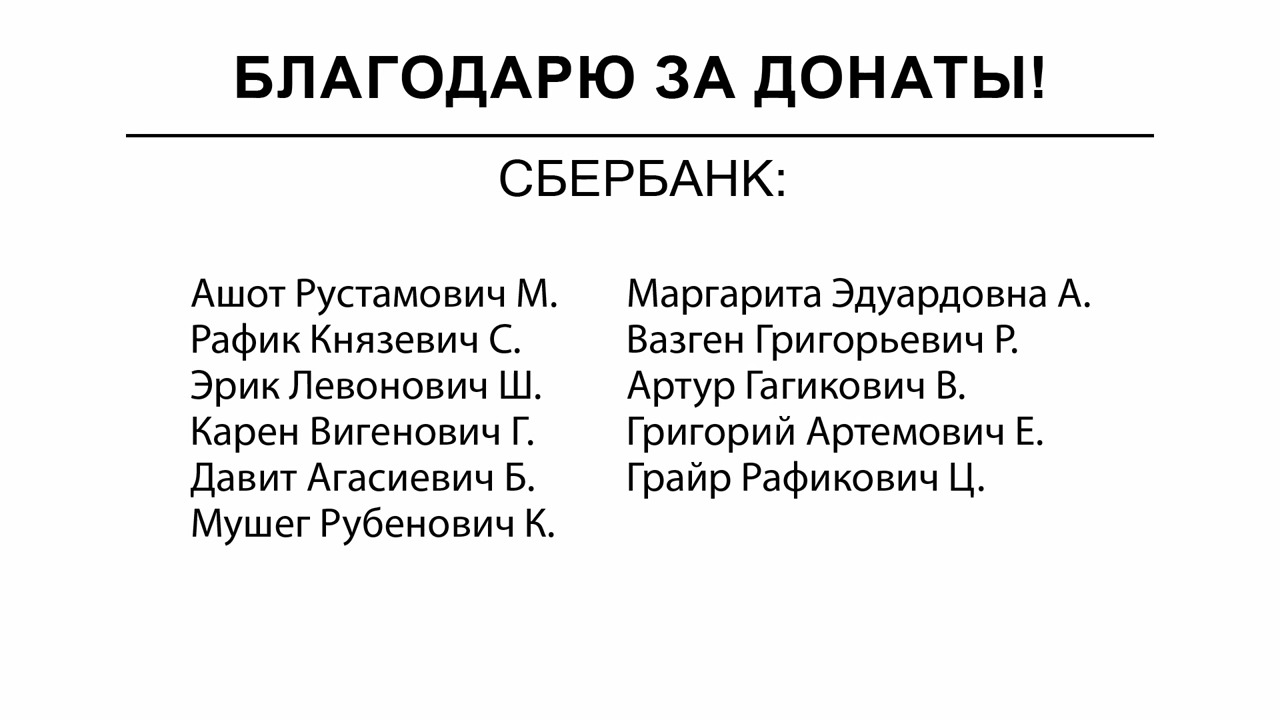 БЛАГОДАРЮ ЗА ДОНАТЫ!
СБЕРБАНК:
Ашот Рустамович М.
Рафик Князевич С.
Эрик Левонович Ш.
Карен Вигенович Г.
Давит Агасиевич Б.
Мушег Рубенович К.
Маргарита Эдуардовна А.
Вазген Григорьевич Р.
Артур Гагикович В.
Григорий Артемович Е.
Грайр Рафикович Ц.